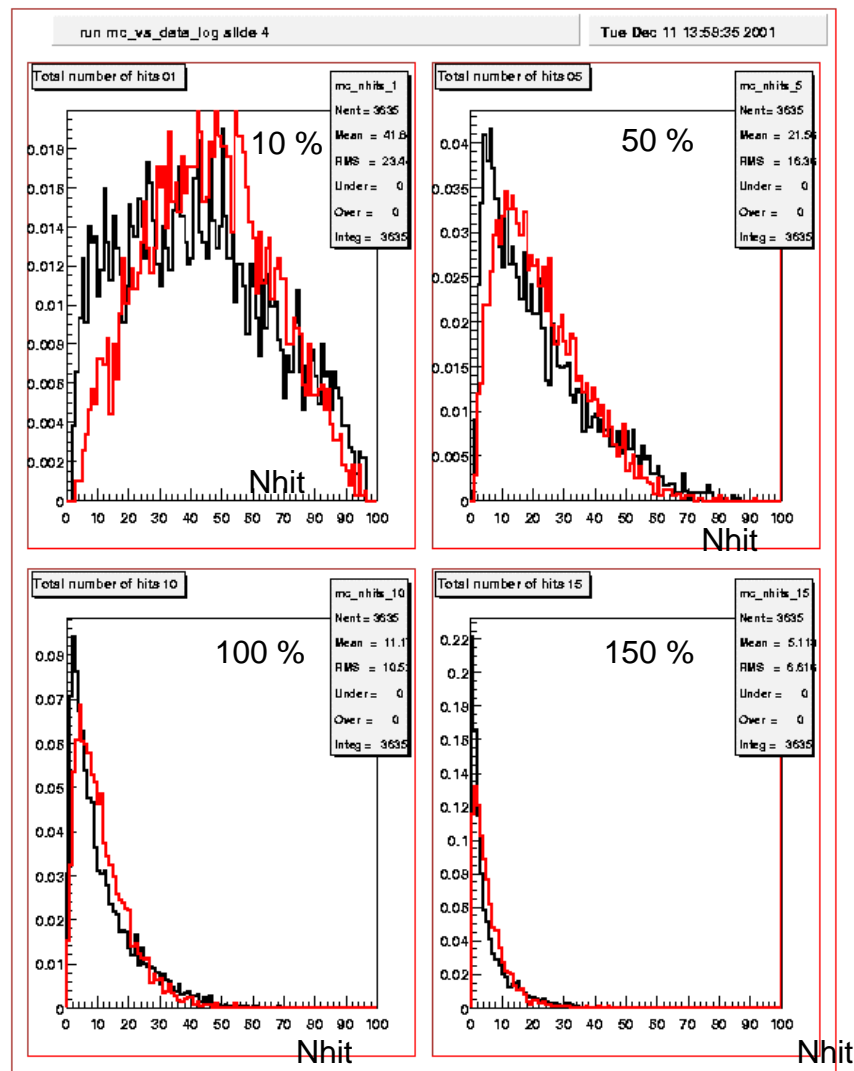 run mc_vs_data_log slide 4
Tue Dec 11 13:58:35 2001
Total number of hits 01
mc_nhits_1
Nent = 3635
Mean = 41.8
RMS = 23.4
Under = 0
Over = 0
Integ = 3635
10 %
0.018
0.016
0.014
0.012
0.01
0.008
0.006
0.004
0.002
0
0 10 20 30 40 50 60 70 80 90 100
Nhit
Total number of hits 05
mc_nhits_5
Nent = 3635
Mean = 21.56
RMS = 16.36
Under = 0
Over = 0
Integ = 3635
50 %
0.04
0.035
0.03
0.025
0.02
0.015
0.01
0.005
0
0 10 20 30 40 50 60 70 80 90 100
Nhit
Total number of hits 10
mc_nhits_10
Nent = 3635
Mean = 11.1
RMS = 10.5
Under = 0
Over = 0
Integ = 3635
100 %
0.08
0.07
0.06
0.05
0.04
0.03
0.02
0.01
0
0 10 20 30 40 50 60 70 80 90 100
Nhit
Total number of hits 15
mc_nhits_15
Nent = 3635
Mean = 5.113
RMS = 6.616
Under = 0
Over = 0
Integ = 3635
150 %
0.22
0.2
0.18
0.16
0.14
0.12
0.1
0.08
0.06
0.04
0.02
0
0 10 20 30 40 50 60 70 80 90 100
Nhit